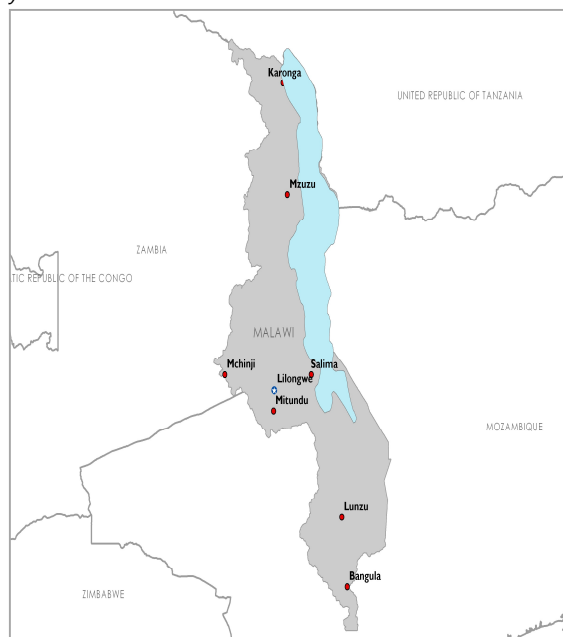 Karonga
UNITED REPUBLIC OF TANZANIA
Mzuzu
ZAMBIA
TIC REPUBLIC OF THE CONGO
MALAWI
Mchinji
Salima
Lilongwe
Mitundu
MOZAMBIQUE
Lunzu
Bangula
ZIMBABWE